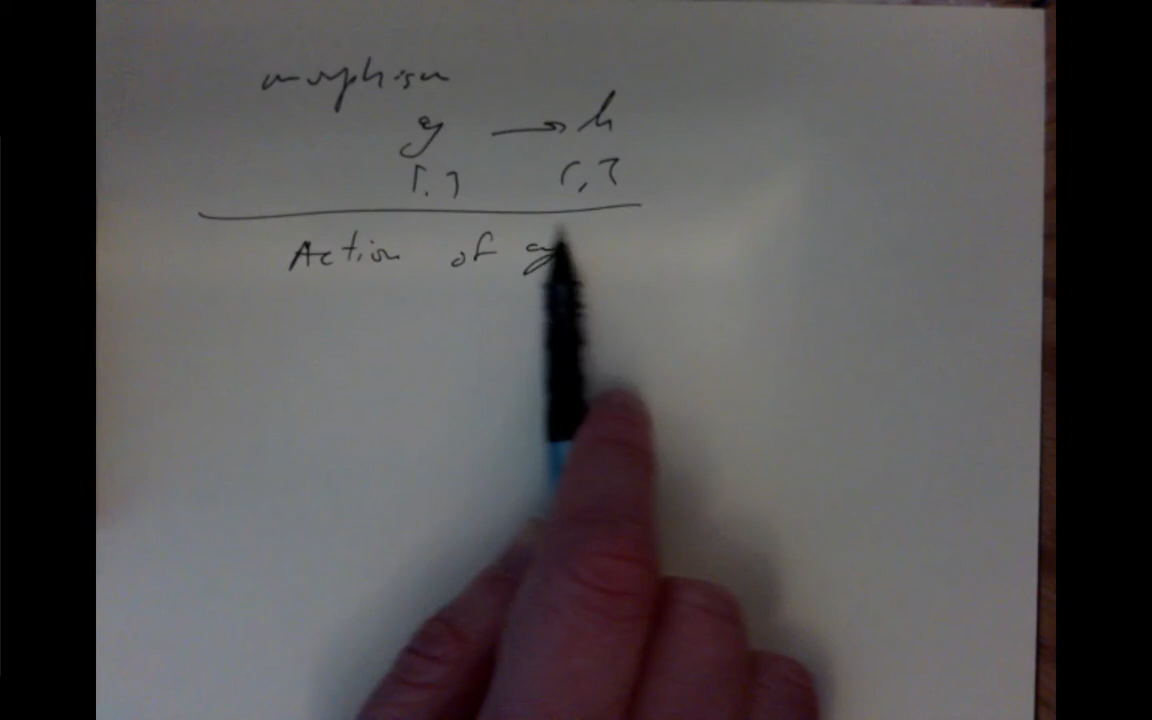 morphism
g → h
[,] [,]
Action of g